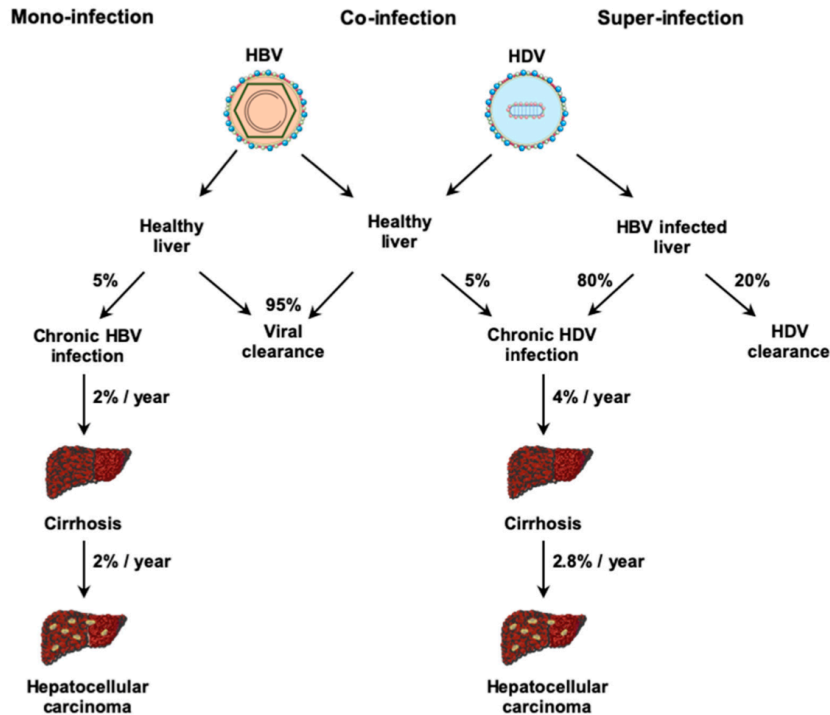 Mono-infection
Co-infection
Super-infection
HBV
HDV
Healthy
liver
Healthy
liver
HBV infected
liver
5%
95%
5%
80%
20%
Chronic HBV
infection
Viral
clearance
Chronic HDV
infection
HDV
clearance
2% / year
4% / year
Cirrhosis
Cirrhosis
2% / year
2.8% / year
Hepatocellular
carcinoma
Hepatocellular
carcinoma